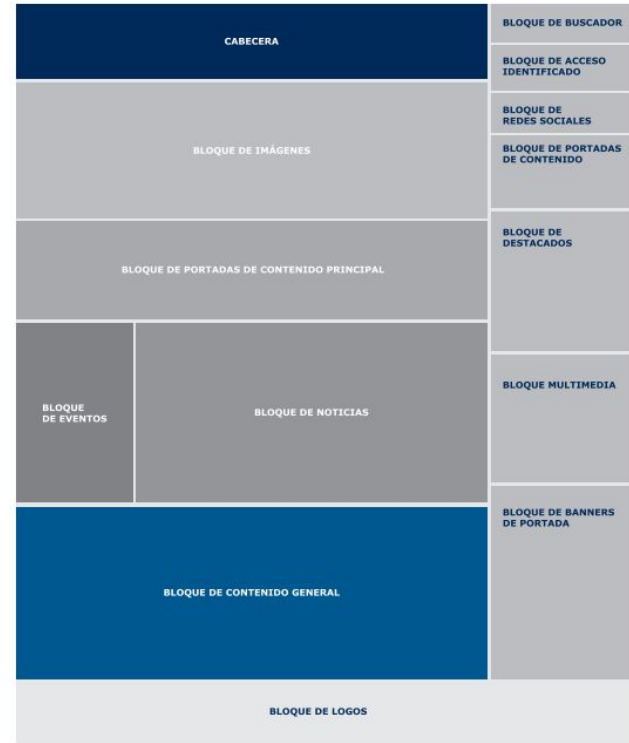 CABECERA
BLOQUE DE IMÁGENES
BLOQUE DE PORTADAS DE CONTENIDO PRINCIPAL
BLOQUE
DE EVENTOS
BLOQUE DE NOTICIAS
BLOQUE DE CONTENIDO GENERAL
BLOQUE DE BUSCADOR
BLOQUE DE ACCESO
IDENTIFICADO
BLOQUE DE
REDES SOCIALES
BLOQUE DE PORTADAS
DE CONTENIDO
BLOQUE DE
DESTACADOS
BLOQUE MULTIMEDIA
BLOQUE DE BANNERS
DE PORTADA
BLOQUE DE LOGOS